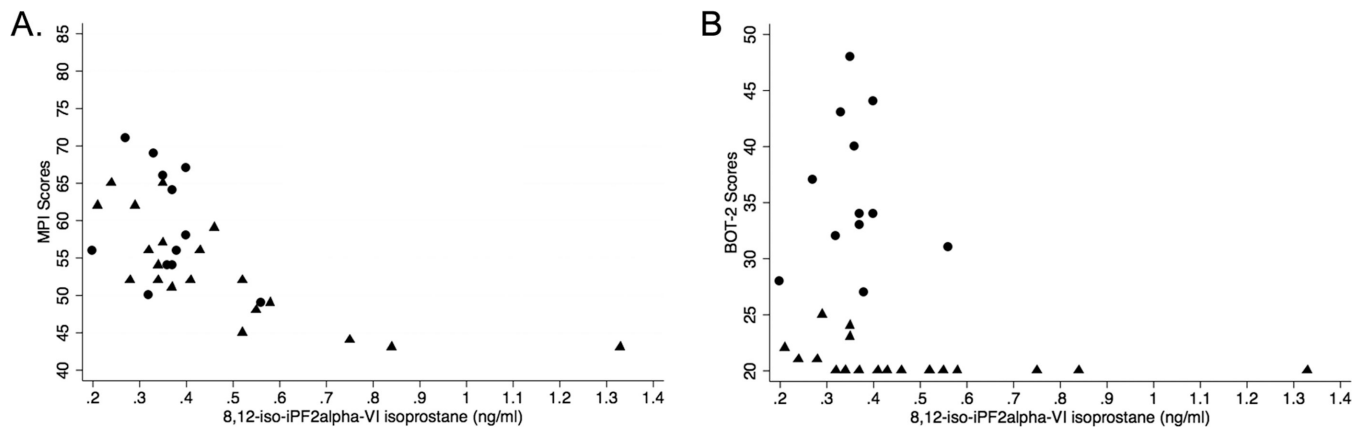 A.
MPI Scores
85
80
75
70
65
60
55
50
45
40
.2 .3 .4 .5 .6 .7 .8 .9 1 1.1 1.2 1.3 1.4
8,12-iso-iPF2alpha-VI isoprostane (ng/ml)
B
BOT-2 Scores
50
45
40
35
30
25
20
.2 .3 .4 .5 .6 .7 .8 .9 1 1.1 1.2 1.3 1.4
8,12-iso-iPF2alpha-VI isoprostane (ng/ml)